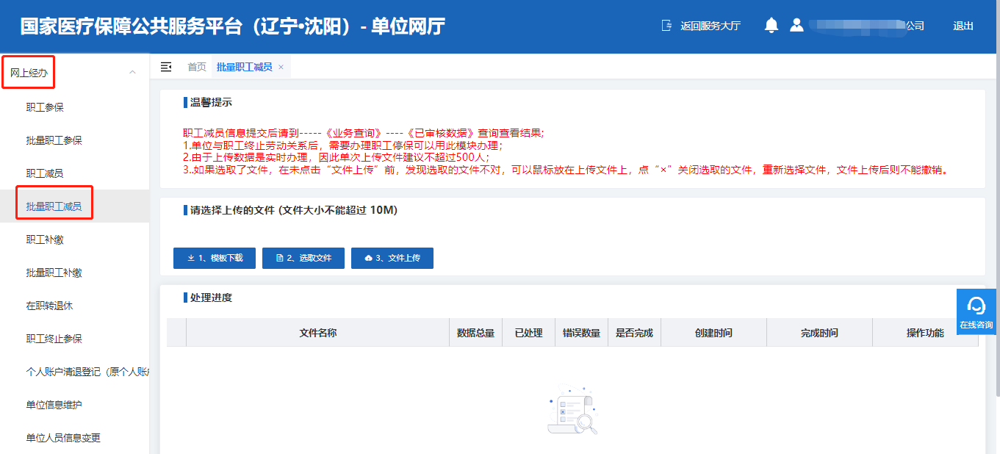 国家医疗保障公共服务平台（辽宁•沈阳）- 单位网厅
返回服务大厅
公司
退出
网上经办
职工参保
批量职工参保
职工减员
批量职工减员
职工补缴
批量职工补缴
在职转退休
职工终止参保
个人账户清退登记（原个人账
单位信息维护
单位人员信息变更
首页
批量职工减员 ×
温馨提示
职工减员信息提交后请到-----《业务查询》----《已审核数据》查询查看结果；
1.单位与职工终止劳动关系后，需要办理职工停保可以用此模块办理；
2.由于上传数据是实时办理，因此单次上传文件建议不超过500人；
3..如果选取了文件，在未点击“文件上传”前，发现选取的文件不对，可以鼠标放在上传文件上，点“×”关闭选取的文件，重新选择文件，文件上传后则不能撤销。
请选择上传的文件 (文件大小不能超过 10M)
1、模板下载
2、选取文件
3、文件上传
处理进度
文件名称
数据总量
已处理
错误数量
是否完成
创建时间
完成时间
操作功能
在线咨询